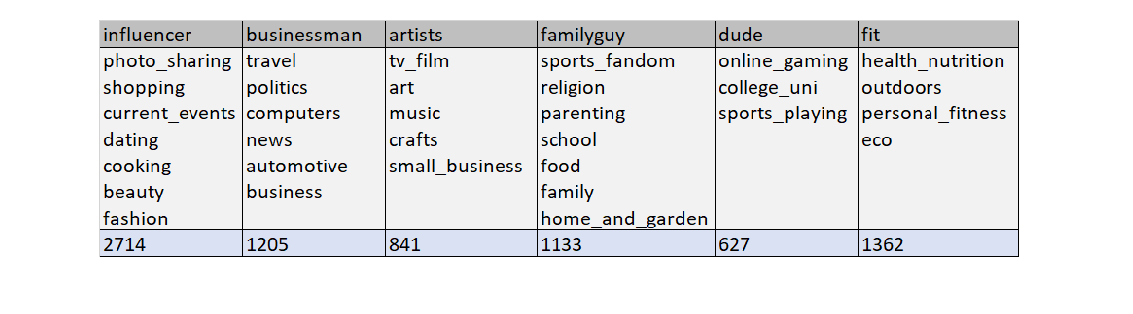 influencer businessman artists familyguy dude fit
photo_sharing travel tv_film sports_fandom online_gaming health_nutrition
shopping politics art religion college_uni outdoors
current_events computers music parenting sports_playing personal_fitness
dating news crafts school eco
cooking automotive small_business food
beauty business family
fashion home_and_garden
2714 1205 841 1133 627 1362